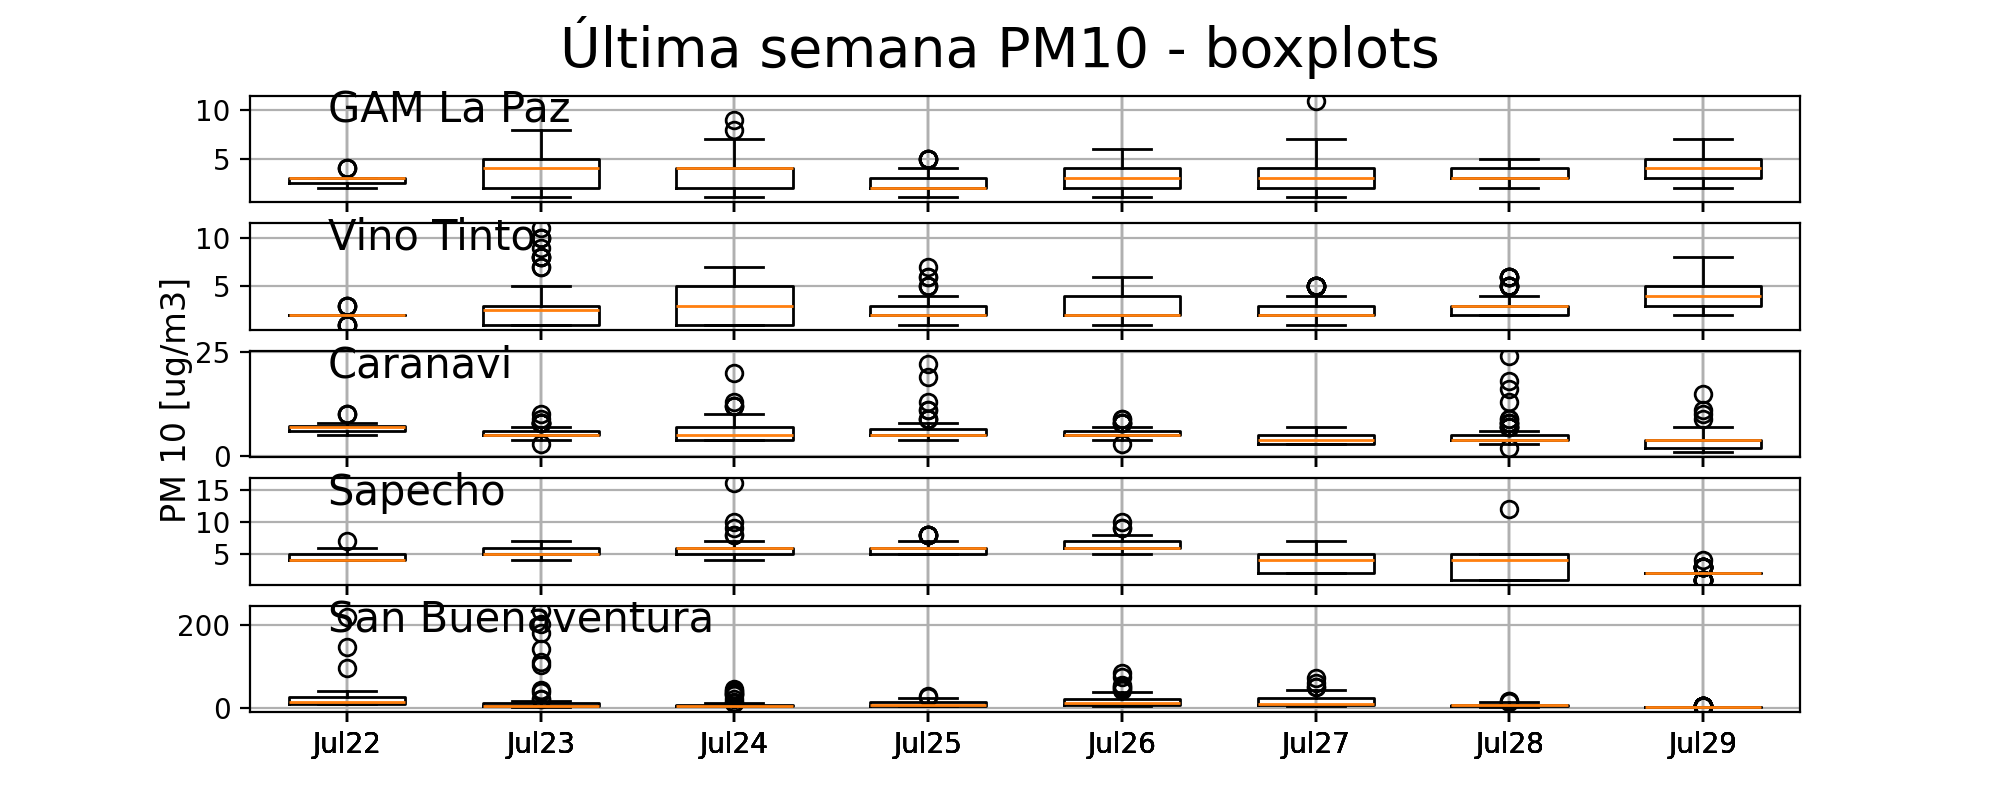 Última semana PM10 - boxplots
PM 10 [ug/m3]
GAM La Paz
10
5
Vino Tinto
10
5
Caranavi
25
0
Sapecho
15
10
5
San Buenaventura
200
0
Jul22 Jul23 Jul24 Jul25 Jul26 Jul27 Jul28 Jul29